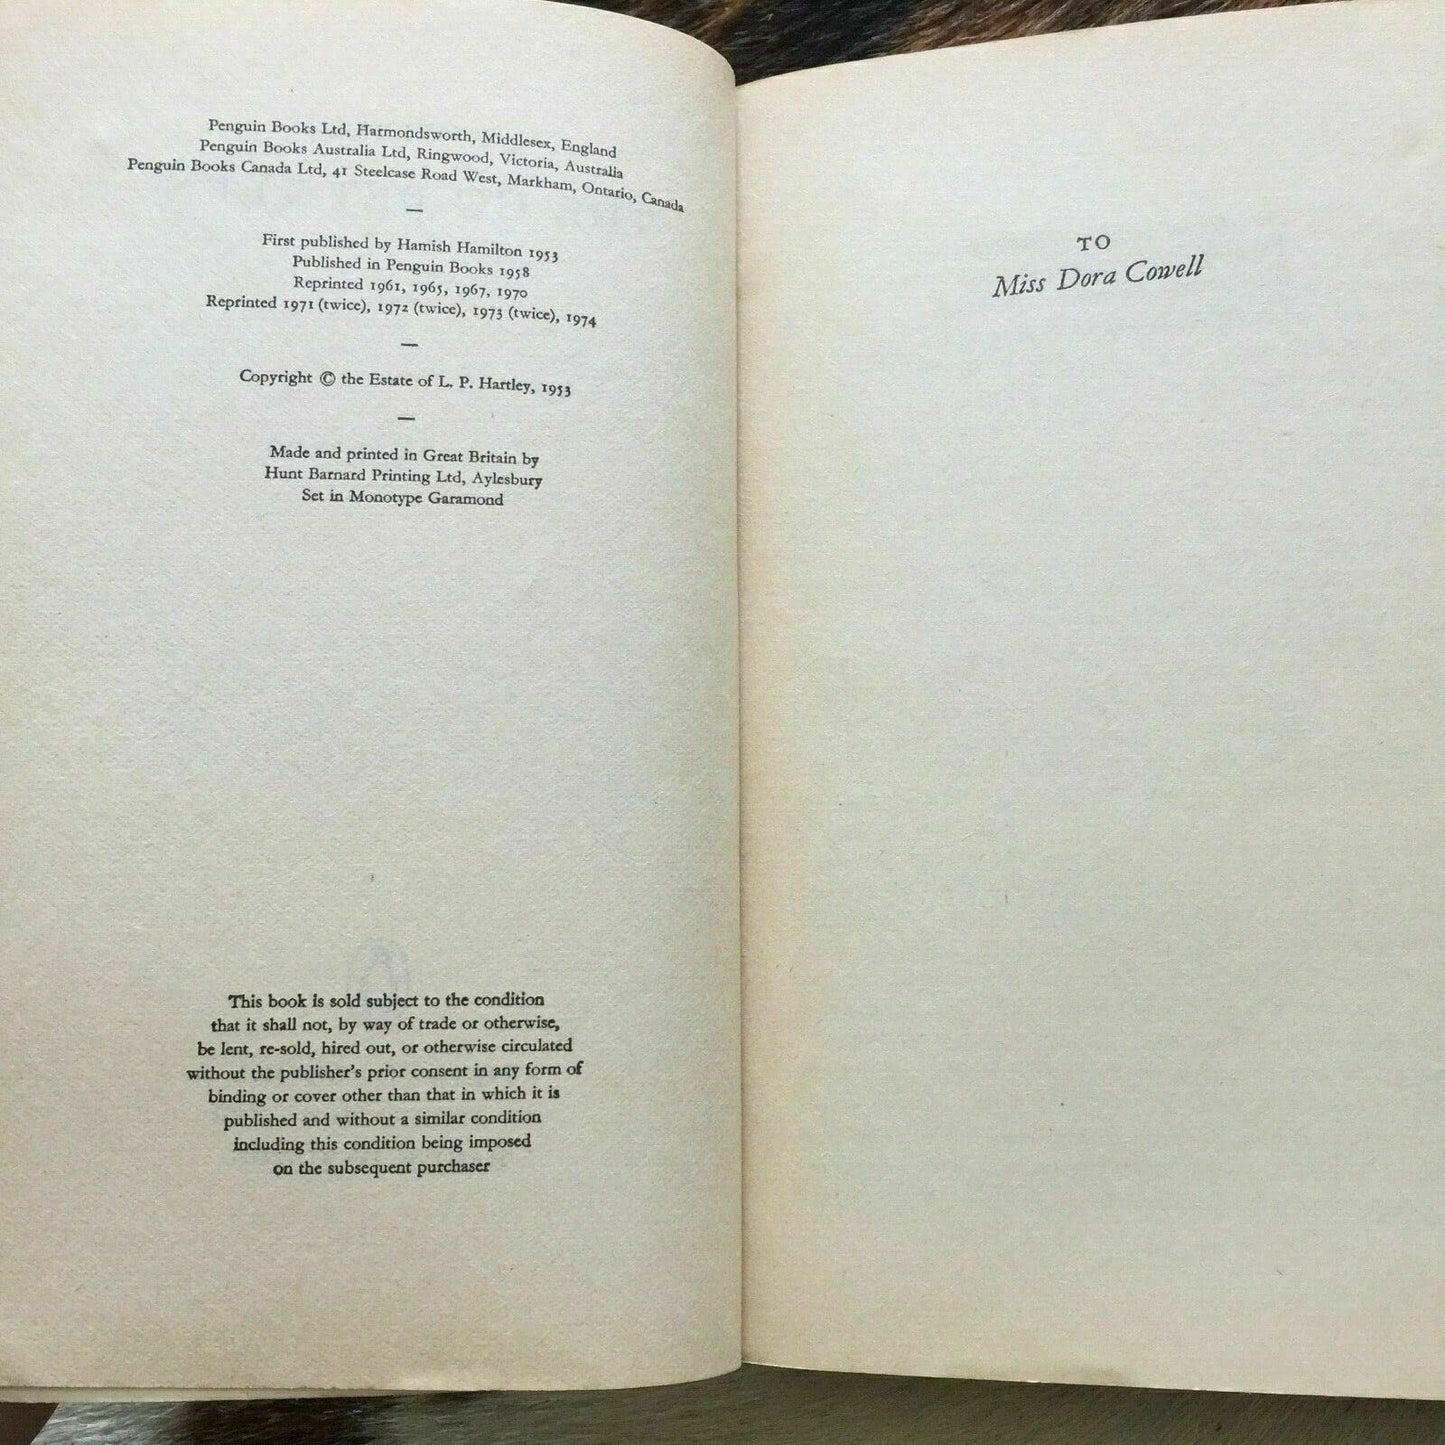 Penguin Books Ltd, Harmondsworth, Middlesex, England
Penguin Books Australia Ltd, Ringwood, Victoria, Australia
Penguin Books Canada Ltd, 41 Steelcase Road West, Markham, Ontario, Canada
—
First published by Hamish Hamilton 1953
Published in Penguin Books 1958
Reprinted 1961, 1965, 1967, 1970
Reprinted 1971 (twice), 1972 (twice), 1973 (twice), 1974
—
Copyright © the Estate of L. P. Hartley, 1953
—
Made and printed in Great Britain by
Hunt Barnard Printing Ltd, Aylesbury
Set in Monotype Garamond
This book is sold subject to the condition
that it shall not, by way of trade or otherwise,
be lent, re-sold, hired out, or otherwise circulated
without the publisher's prior consent in any form of
binding or cover other than that in which it is
published and without a similar condition
including this condition being imposed
on the subsequent purchaser
TO
Miss Dora Cowell